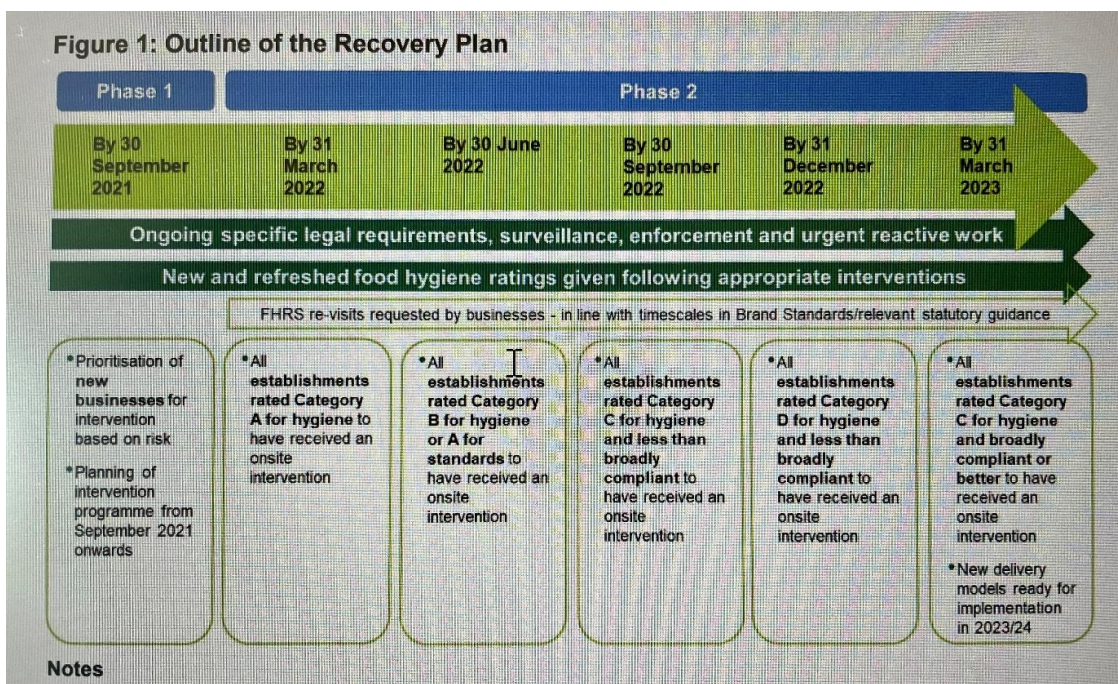 Figure 1: Outline of the Recovery Plan
Phase 1
Phase 2
By 30
September
2021
By 31
March
2022
By 30 June
2022
By 30
September
2022
By 31
December
2022
By 31
March
2023
Ongoing specific legal requirements, surveillance, enforcement and urgent reactive work
New and refreshed food hygiene ratings given following appropriate interventions
FHRS re-visits requested by businesses - in line with timescales in Brand Standards/relevant statutory guidance
•Prioritisation of
new
businesses for
intervention
based on risk
•Planning of
intervention
programme from
September 2021
onwards
•All
establishments
rated Category
A for hygiene to
have received an
onsite
intervention
•All
establishments
rated Category
B for hygiene
or A for
standards to
have received an
onsite
intervention
•All
establishments
rated Category
C for hygiene
and less than
broadly
compliant to
have received an
onsite
intervention
•All
establishments
rated Category
D for hygiene
and less than
broadly
compliant to
have received an
onsite
intervention
•All
establishments
rated Category
C for hygiene
and broadly
compliant or
better to have
received an
onsite
intervention
•New delivery
models ready for
implementation
in 2023/24
Notes